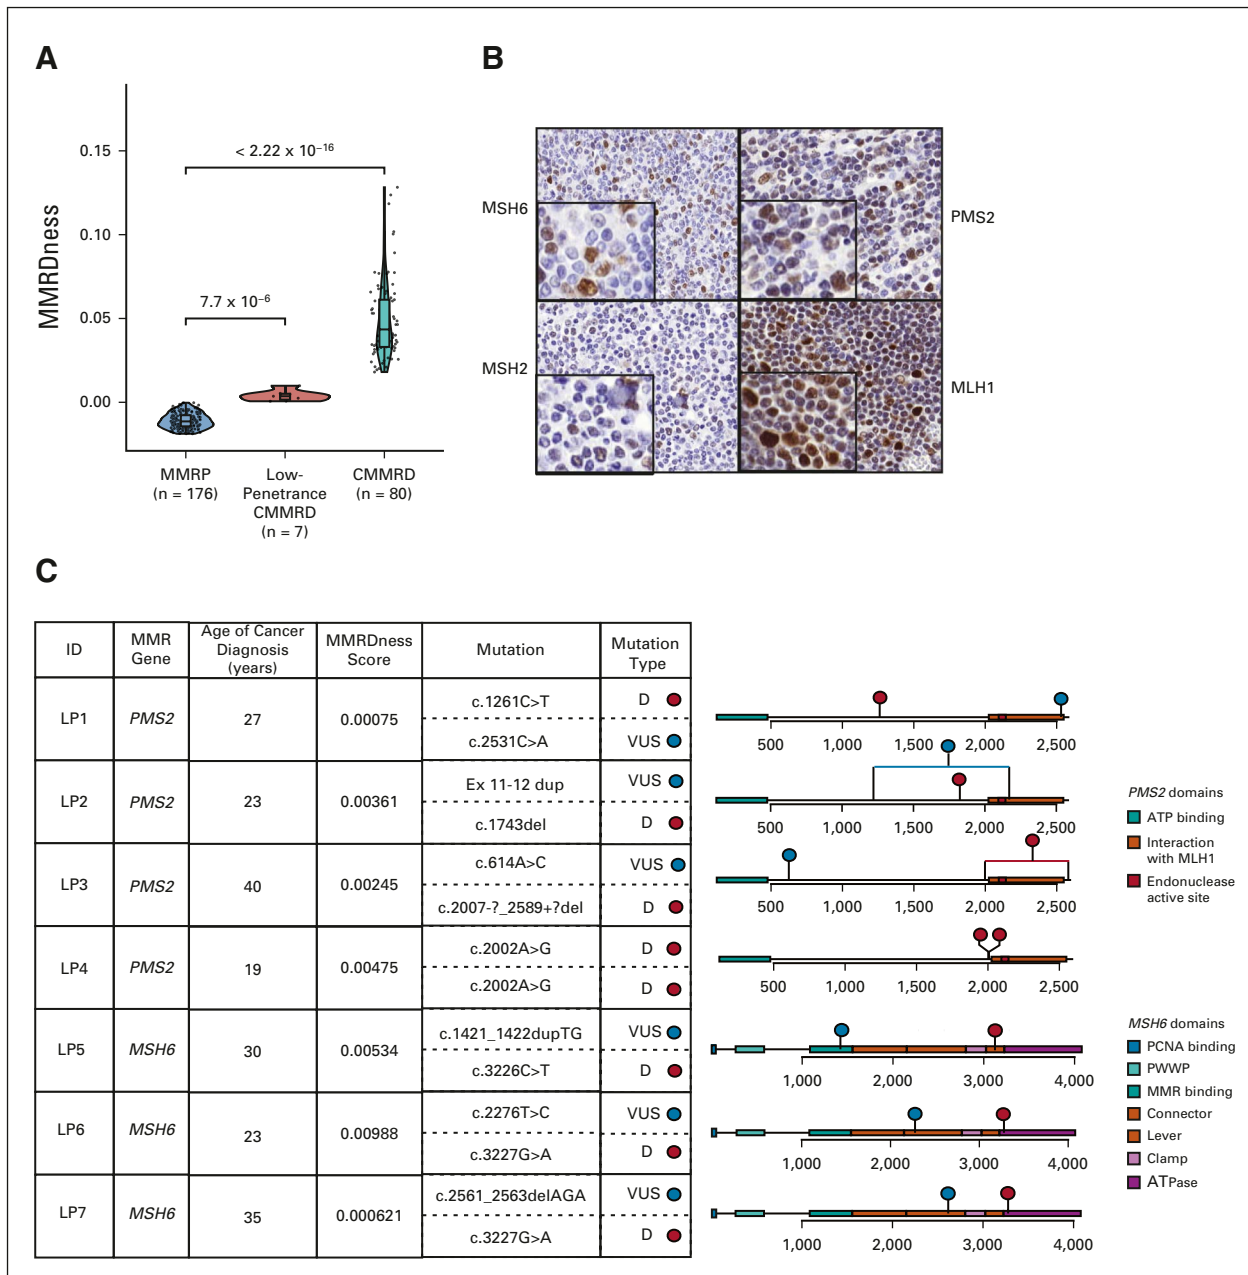 A
B
MMRDness
0.15
0.10
0.05
0.00
< 2.22 x 10⁻¹⁶
7.7 x 10⁻⁶
MMRP
(n = 176)
Low-
Penetrance
CMMRD
(n = 7)
CMMRD
(n = 80)
MSH6
PMS2
MSH2
MLH1
C
ID
MMR
Gene
Age of Cancer
Diagnosis
(years)
MMRDness
Score
Mutation
Mutation
Type
LP1
PMS2
27
0.00075
c.1261C>T
D
c.2531C>A
VUS
500 1,000 1,500 2,000 2,500
LP2
PMS2
23
0.00361
Ex 11-12 dup
VUS
c.1743del
D
500 1,000 1,500 2,000 2,500
LP3
PMS2
40
0.00245
c.614A>C
VUS
c.2007-?_2589+?del
D
500 1,000 1,500 2,000 2,500
LP4
PMS2
19
0.00475
c.2002A>G
D
c.2002A>G
D
500 1,000 1,500 2,000 2,500
LP5
MSH6
30
0.00534
c.1421_1422dupTG
VUS
c.3226C>T
D
1,000 2,000 3,000 4,000
LP6
MSH6
23
0.00988
c.2276T>C
VUS
c.3227G>A
D
1,000 2,000 3,000 4,000
LP7
MSH6
35
0.000621
c.2561_2563delAGA
VUS
c.3227G>A
D
1,000 2,000 3,000 4,000
PMS2 domains
ATP binding
Interaction
with MLH1
Endonuclease
active site
MSH6 domains
PCNA binding
PWWP
MMR binding
Connector
Lever
Clamp
ATPase